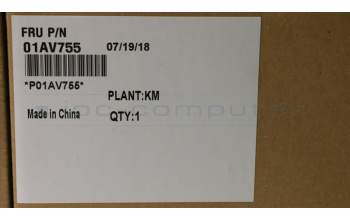 FRU P/N
01AV755 07/19/18
*P01AV755*
PLANT:KM
Made in China QTY:1